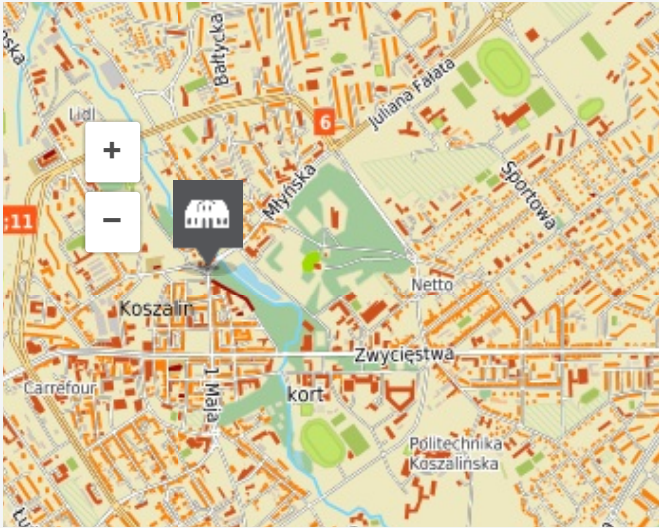 Bałtycka
Juliana Fałata
Lidl
6
+
Sportowa
Młyńska
−
;11
Netto
Koszalin
Zwycięstwa
Carrefour
1 Maja
kort
Politechnika
Koszalińska